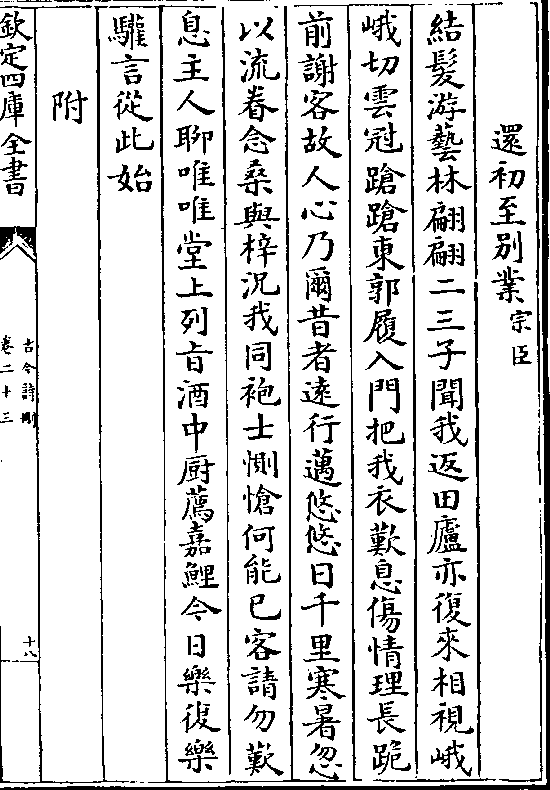 還初至别業宗臣
結髮游藝林翩翩二三子聞我返田廬亦復來相視峨
峨切雲冠蹌蹌東郭履入門把我衣歎息傷情理長跪
前謝客故人心乃爾昔者逺行邁悠悠日千里寒暑忽
以流眷念桑與梓况我同袍士惻愴何能已客請勿歎
息主人聊唯唯堂上列㫖酒中厨薦嘉鯉今日樂復樂
驩言從此始
附
欽定四庫全書
古今詩刪
卷二十三
十八